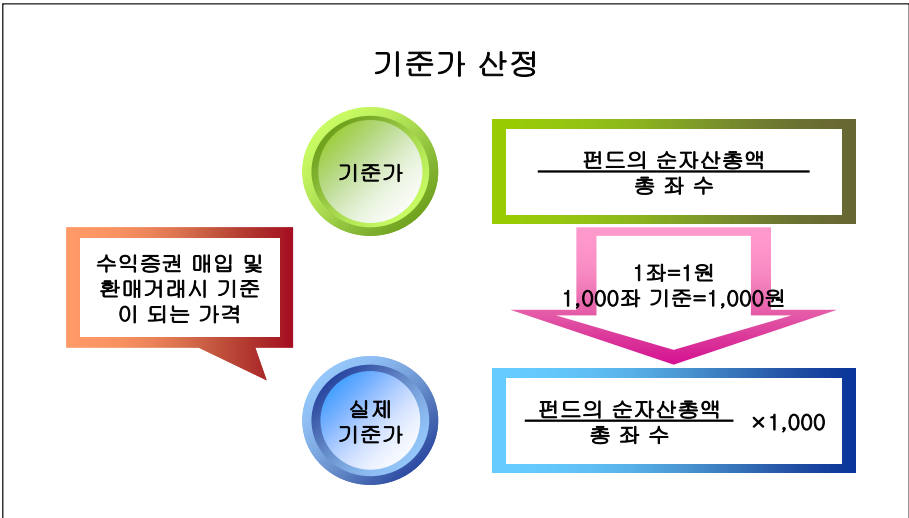 기준가 산정
기준가
펀드의 순자산총액
총 좌 수
수익증권 매입 및
환매거래시 기준
이 되는 가격
1좌=1원
1,000좌 기준=1,000원
실제
기준가
펀드의 순자산총액
총 좌 수
×1,000